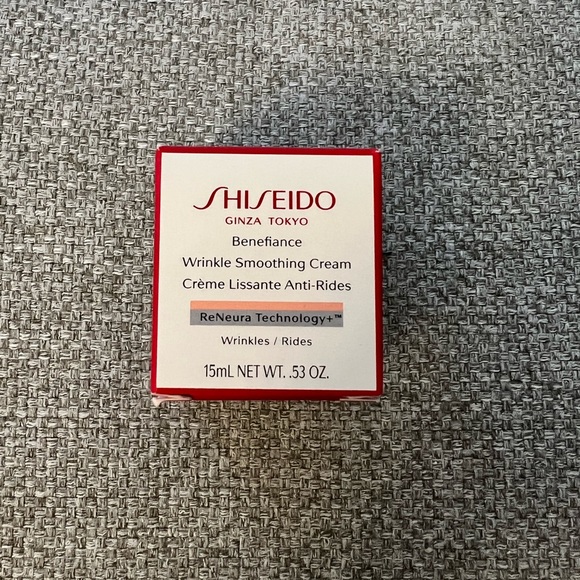 SHISEIDO
GINZA TOKYO
Benefiance
Wrinkle Smoothing Cream
Crème Lissante Anti-Rides
ReNeura Technology+™
Wrinkles / Rides
15mL NET WT. .53 OZ.